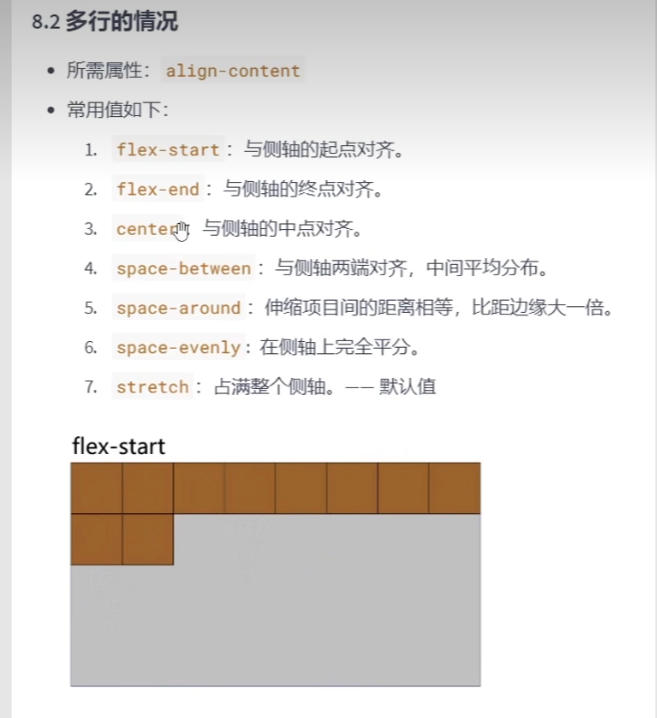 8.2 多行的情况
• 所需属性： align-content
• 常用值如下：
1. flex-start ：与侧轴的起点对齐。
2. flex-end ：与侧轴的终点对齐。
3. center ：与侧轴的中点对齐。
4. space-between ：与侧轴两端对齐，中间平均分布。
5. space-around ：伸缩项目间的距离相等，比距边缘大一倍。
6. space-evenly ：在侧轴上完全平分。
7. stretch ：占满整个侧轴。—— 默认值
flex-start